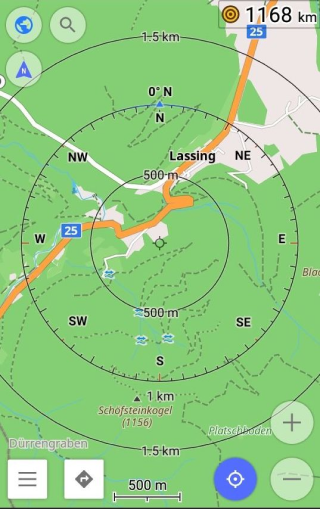 1168 km
1.5 km
25
0° N
N
NW
Lassing
NE
500 m
25
W
E
500 m
SW
SE
S
1 km
Schöfsteinkogel
(1156)
Platschboden
Dürrengraben
1.5 km
500 m
N